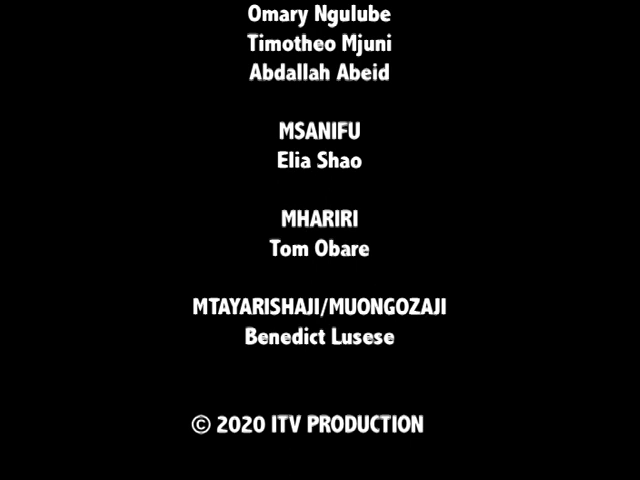 Omary Ngulube
Timotheo Mjuni
Abdallah Abeid
MSANIFU
Elia Shao
MHARIRI
Tom Obare
MTAYARISHAJI/MUONGOZAJI
Benedict Lusese
© 2020 ITV PRODUCTION